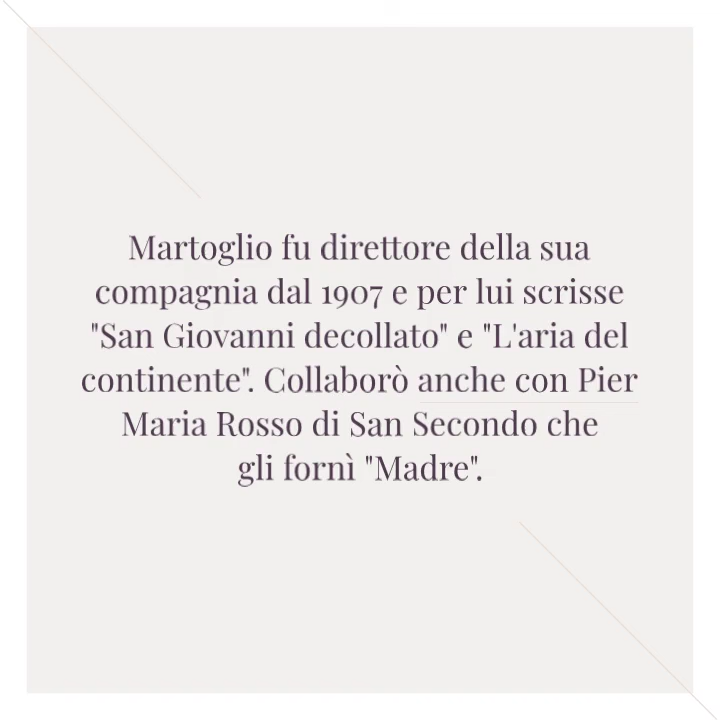 Martoglio fu direttore della sua
compagnia dal 1907 e per lui scrisse
"San Giovanni decollato" e "L'aria del
continente". Collaborò anche con Pier
Maria Rosso di San Secondo che
gli fornì "Madre".